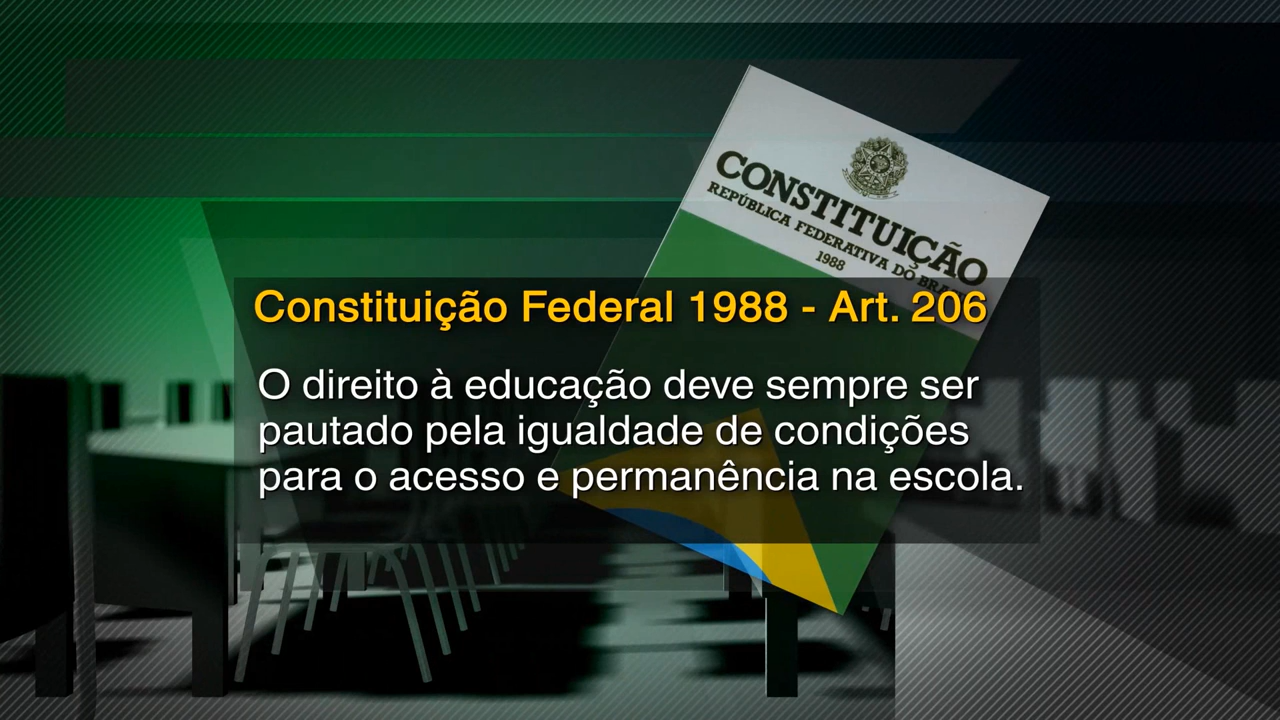 CONSTITUIÇÃO
REPÚBLICA FEDERATIVA DO
1988
Constituição Federal 1988 - Art. 206
O direito à educação deve sempre ser
pautado pela igualdade de condições
para o acesso e permanência na escola.